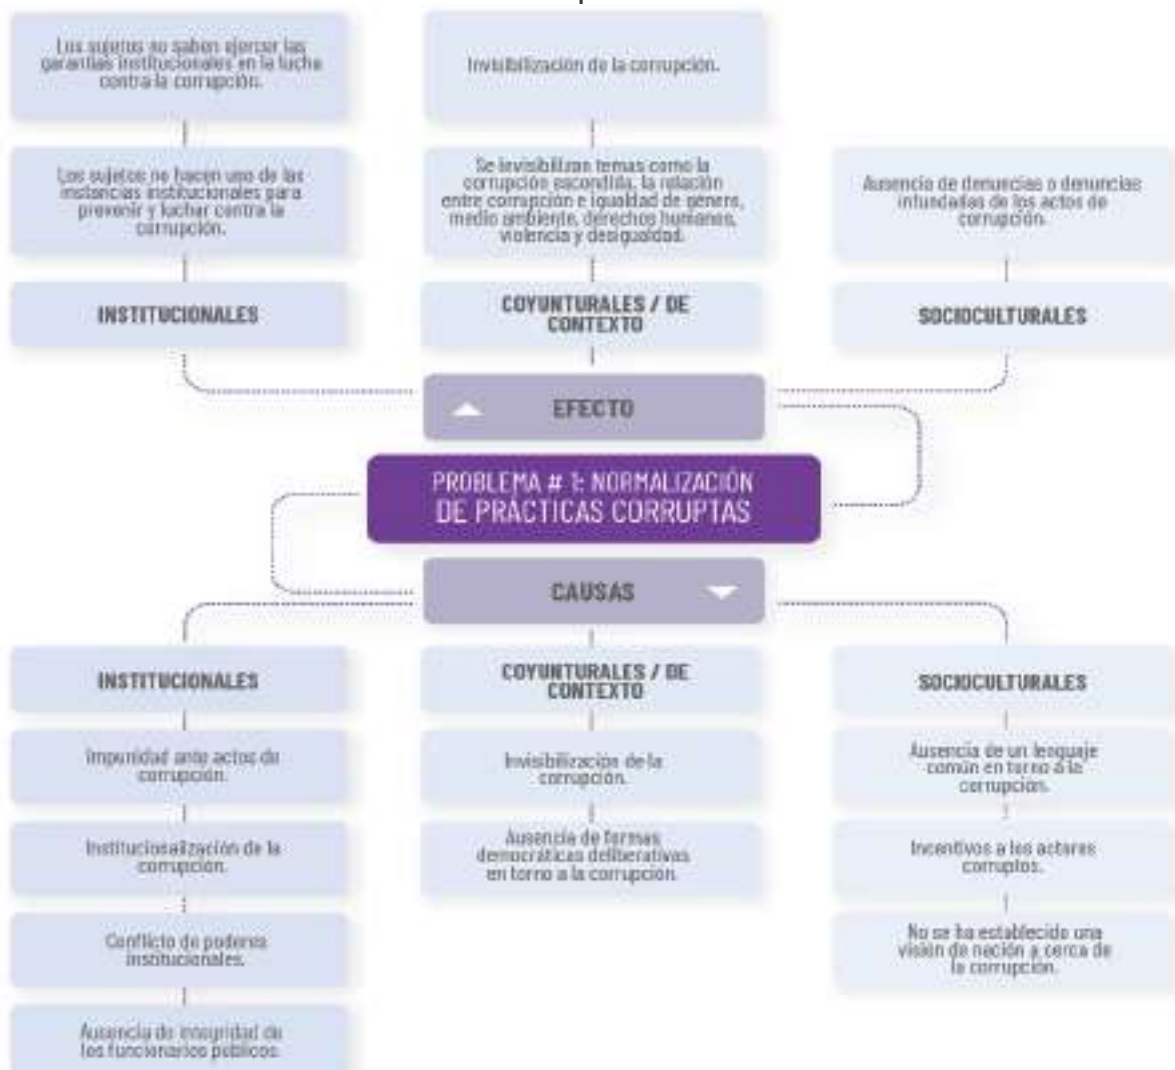 Los sujetos no saben ejercer las
garantías institucionales en la lucha
contra la corrupción.
Invisibilización de la corrupción.
Los sujetos no hacen uso de las
instancias institucionales para
prevenir y luchar contra la
corrupción.
Se invisibilizan temas como la
corrupción escondida, la relación
entre corrupción e igualdad de género,
medio ambiente, derechos humanos,
violencia y desigualdad.
Ausencia de denuncias o denuncias
infundadas de los actos de
corrupción.
INSTITUCIONALES
COYUNTURALES / DE
CONTEXTO
SOCIOCULTURALES
EFECTO
PROBLEMA # 1: NORMALIZACIÓN
DE PRÁCTICAS CORRUPTAS
CAUSAS
INSTITUCIONALES
COYUNTURALES / DE
CONTEXTO
SOCIOCULTURALES
Impunidad ante actos de
corrupción.
Invisibilización de la
corrupción.
Ausencia de un lenguaje
común en torno a la
corrupción.
Institucionalización de la
corrupción.
Ausencia de formas
democráticas deliberativas
en torno a la corrupción.
Incentivos a los actores
corruptos.
Conflicto de poderes
institucionales.
No se ha establecido una
visión de nación a cerca de
la corrupción.
Ausencia de integridad de
los funcionarios públicos.